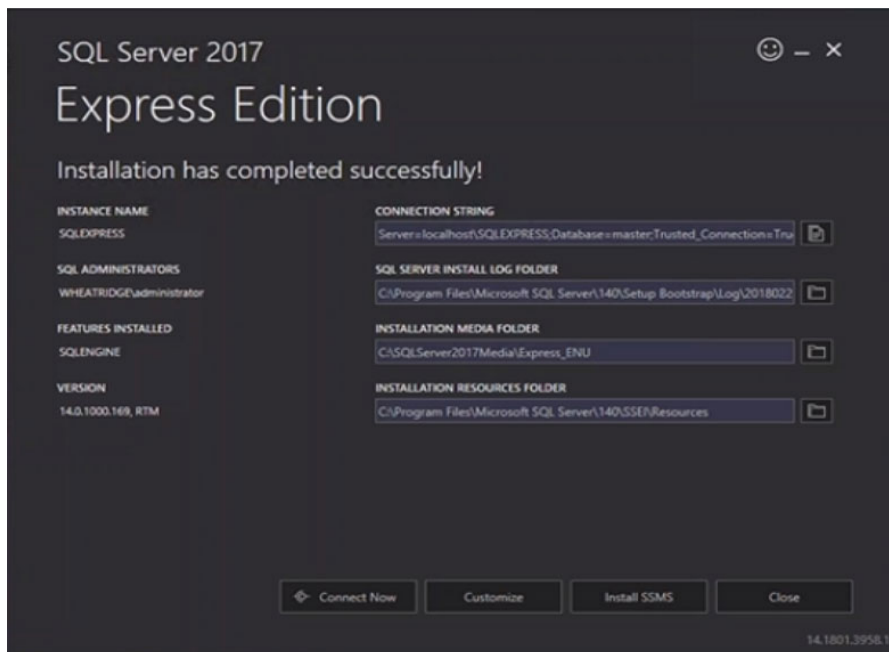 SQL Server 2017
Express Edition
Installation has completed successfully!
INSTANCE NAME
SQLEXPRESS
SQL ADMINISTRATORS
WHEATRIDGE\administrator
FEATURES INSTALLED
SQLENGINE
VERSION
14.0.1000.169, RTM
CONNECTION STRING
Server=localhost\SQLEXPRESS;Database=master;Trusted_Connection=Tru
SQL SERVER INSTALL LOG FOLDER
C:\Program Files\Microsoft SQL Server\140\Setup Bootstrap\Log\2018022
INSTALLATION MEDIA FOLDER
C:\SQLServer2017Media\Express_ENU
INSTALLATION RESOURCES FOLDER
C:\Program Files\Microsoft SQL Server\140\SSEI\Resources
Connect Now
Customize
Install SSMS
Close
14.1801.3958.1